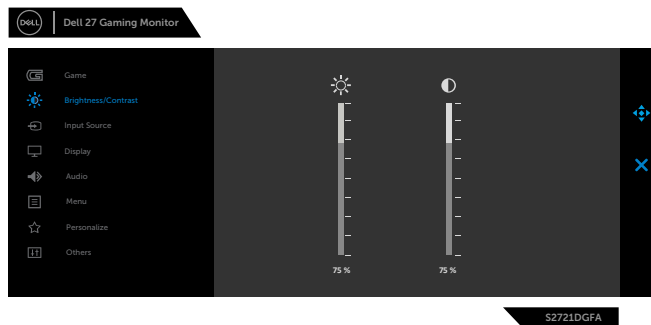 DELL
Dell 27 Gaming Monitor
Game
Brightness/Contrast
Input Source
Display
Audio
Menu
Personalize
Others
75 %
75 %
S2721DGFA